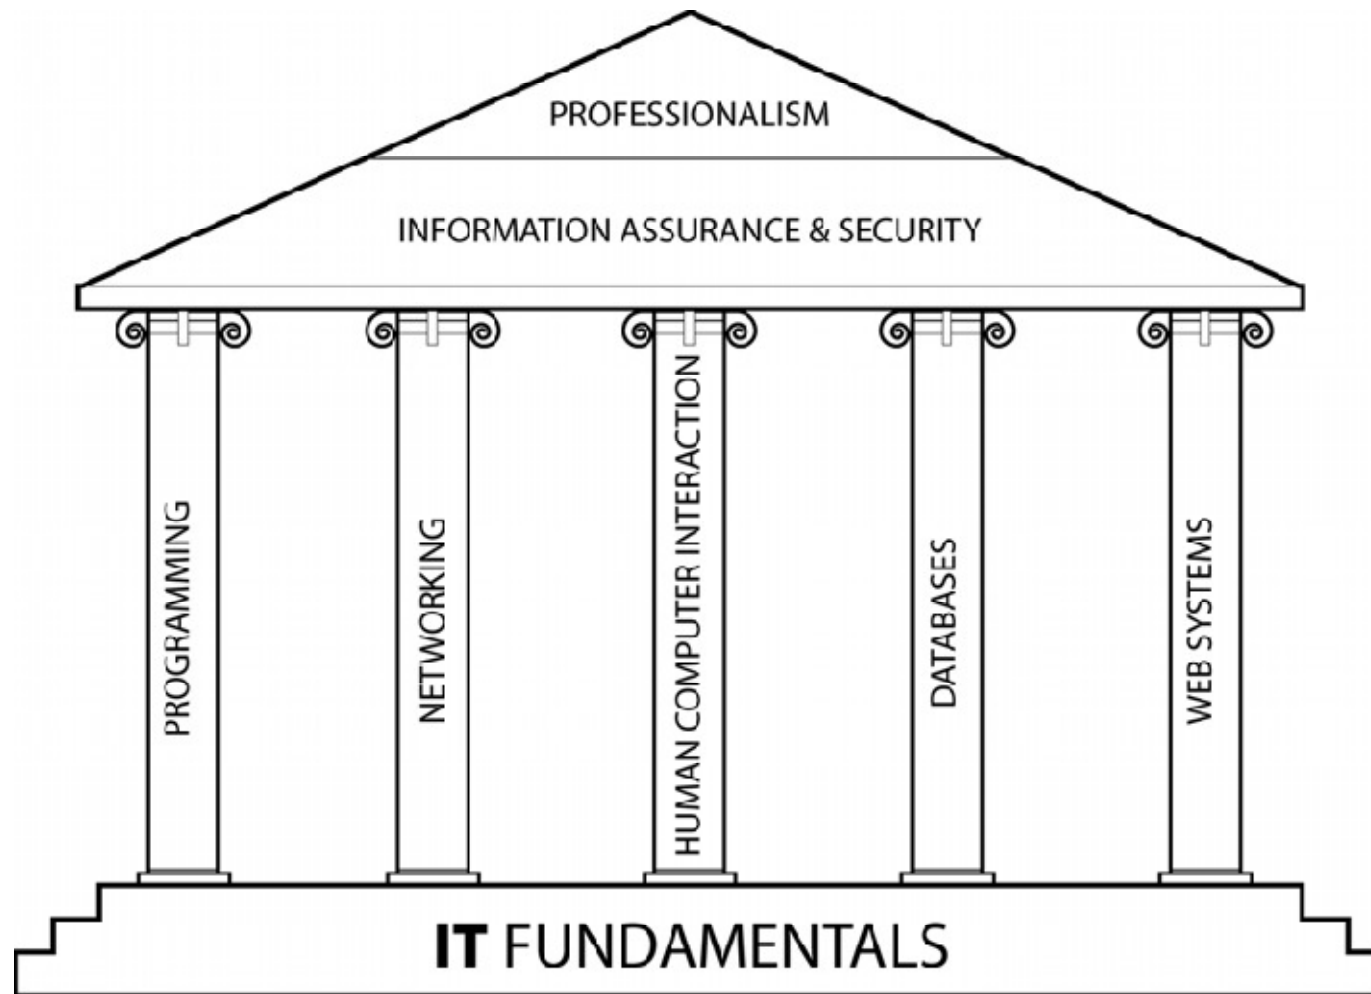 PROFESSIONALISM
INFORMATION ASSURANCE & SECURITY
PROGRAMMING
NETWORKING
HUMAN COMPUTER INTERACTION
DATABASES
WEB SYSTEMS
IT FUNDAMENTALS